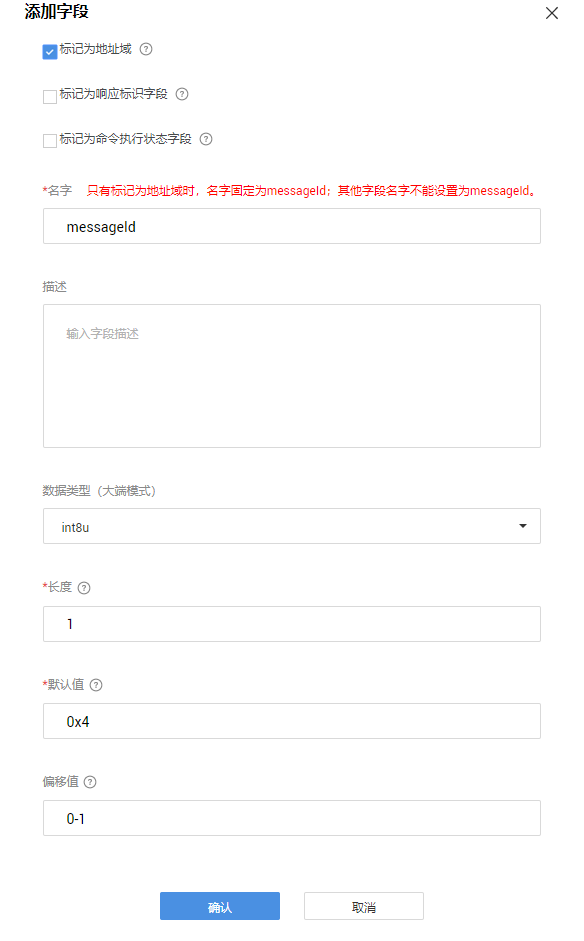 添加字段
标记为地址域
标记为响应标识字段
标记为命令执行状态字段
*名字 只有标记为地址域时，名字固定为messageId；其他字段名字不能设置为messageId。
messageId
描述
输入字段描述
数据类型（大端模式）
int8u
*长度
1
*默认值
0x4
偏移值
0-1
确认 取消